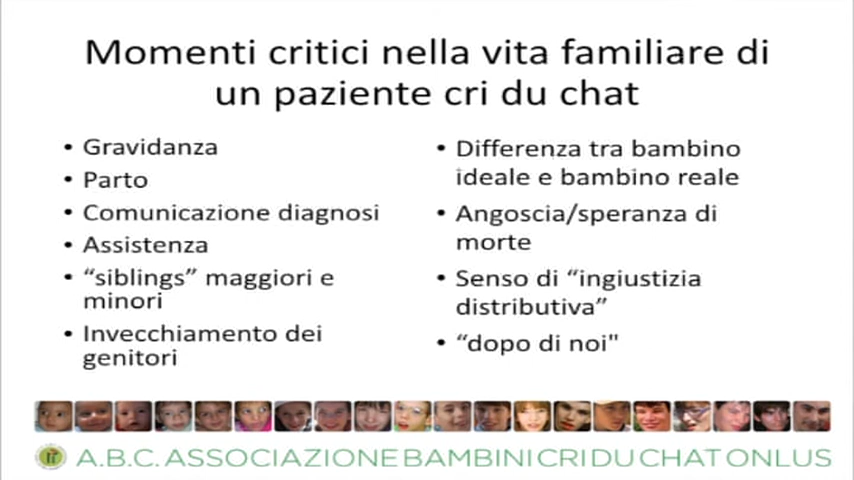 Momenti critici nella vita familiare di
un paziente cri du chat
• Gravidanza
• Parto
• Comunicazione diagnosi
• Assistenza
• “siblings” maggiori e
minori
• Invecchiamento dei
genitori
• Differenza tra bambino
ideale e bambino reale
• Angoscia/speranza di
morte
• Senso di “ingiustizia
distributiva”
• “dopo di noi"
A.B.C. ASSOCIAZIONE BAMBINI CRI DU CHAT ONLUS